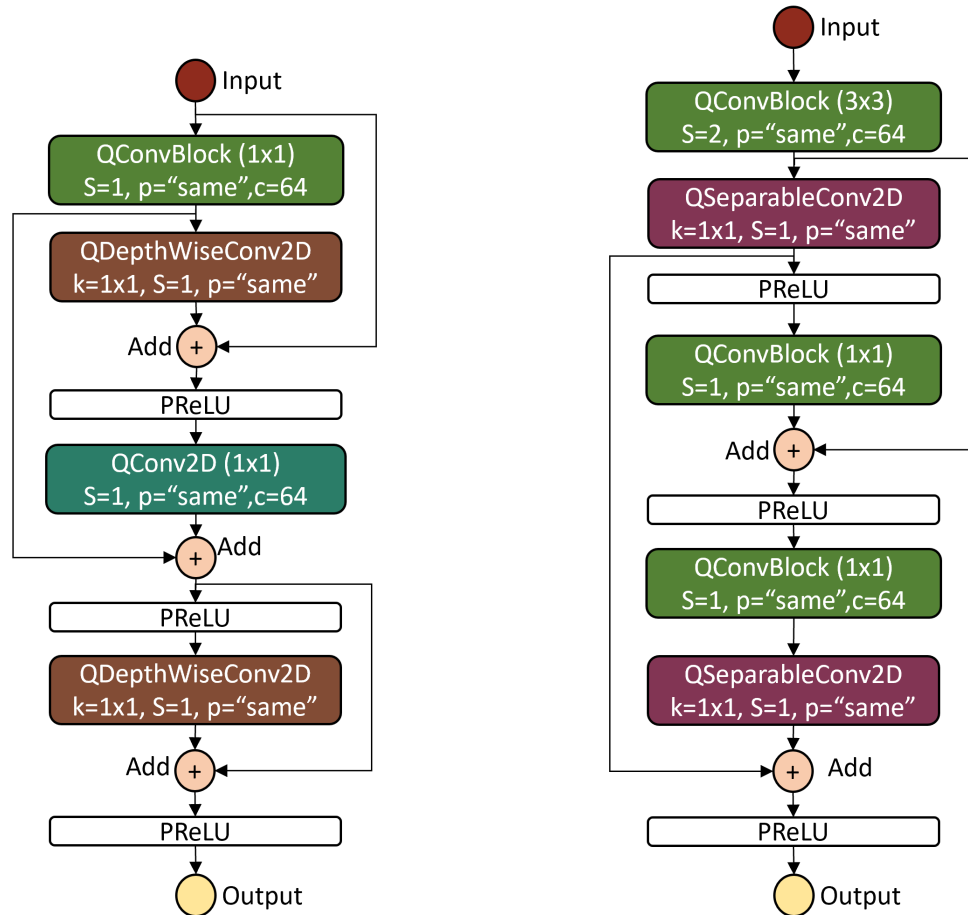 Input
QConvBlock (1x1)
S=1, p=“same”,c=64
QDepthWiseConv2D
k=1x1, S=1, p=“same”
Add
+
PReLU
QConv2D (1x1)
S=1, p=“same”,c=64
+
Add
PReLU
QDepthWiseConv2D
k=1x1, S=1, p=“same”
Add
+
PReLU
Output
Input
QConvBlock (3x3)
S=2, p=“same”,c=64
QSeparableConv2D
k=1x1, S=1, p=“same”
PReLU
QConvBlock (1x1)
S=1, p=“same”,c=64
Add
+
PReLU
QConvBlock (1x1)
S=1, p=“same”,c=64
QSeparableConv2D
k=1x1, S=1, p=“same”
+
Add
PReLU
Output